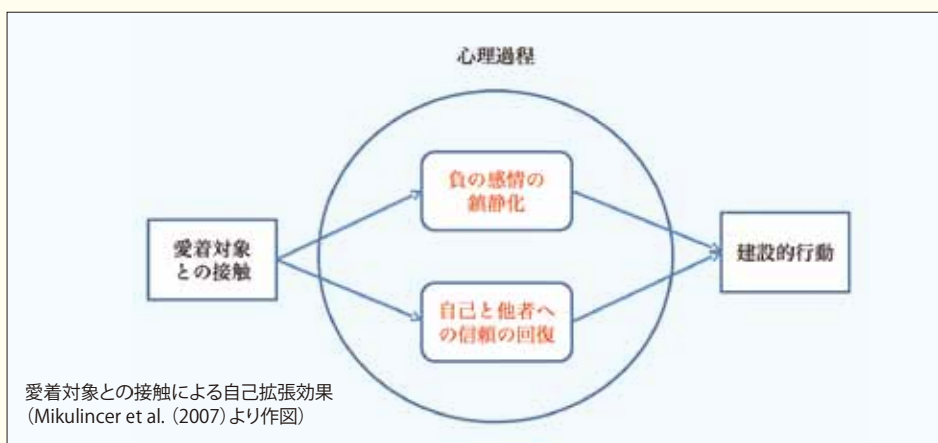 心理過程
負の感情の
鎮静化
愛着対象
との接触
建設的行動
自己と他者へ
の信頼の回復
愛着対象との接触による自己拡張効果
（Mikulincer et al.（2007）より作図）